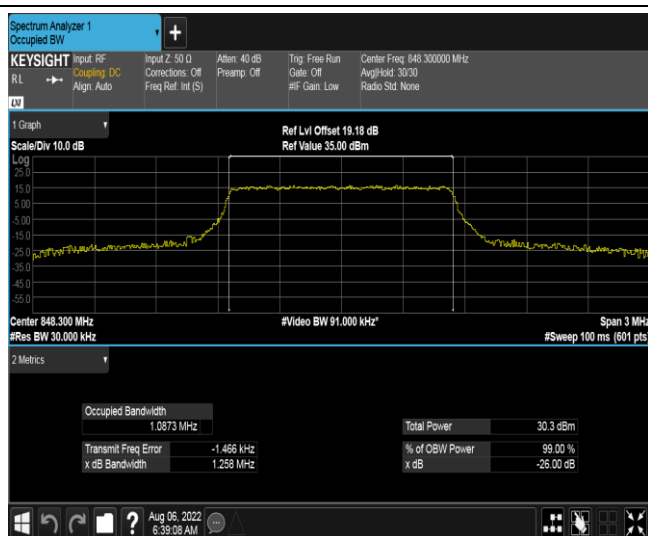 Spectrum Analyzer 1
Occupied BW
+
KEYSIGHT Input: RF Input Z: 50 Ω Atten: 40 dB Trig: Free Run Center Freq: 848.300000 MHz
RL Coupling: DC Corrections: Off Preamp: Off Gate: Off Avg|Hold: 30/30
Align: Auto Freq Ref: Int (S) #IF Gain: Low Radio Std: None
LXI
1 Graph Ref Lvl Offset 19.18 dB
Scale/Div 10.0 dB Ref Value 35.00 dBm
Log
25.0
15.0
5.00
-5.00
-15.0
-25.0
-35.0
-45.0
-55.0
Center 848.300 MHz #Video BW 91.000 kHz* Span 3 MHz
#Res BW 30.000 kHz #Sweep 100 ms (601 pts)
2 Metrics
Occupied Bandwidth
1.0873 MHz Total Power 30.3 dBm
Transmit Freq Error -1.466 kHz % of OBW Power 99.00 %
x dB Bandwidth 1.258 MHz x dB -26.00 dB
? Aug 06, 2022
6:39:08 AM